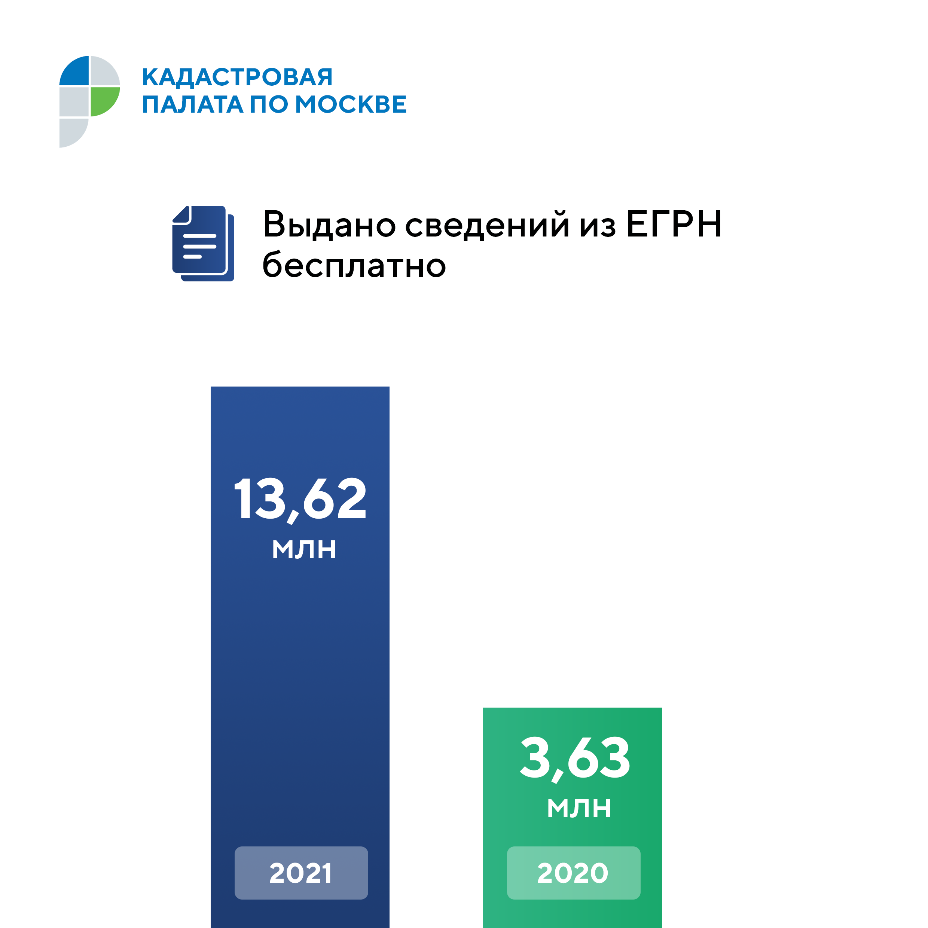 КАДАСТРОВАЯ
ПАЛАТА ПО МОСКВЕ
Выдано сведений из ЕГРН
бесплатно
13,62
млн
2021
3,63
млн
2020